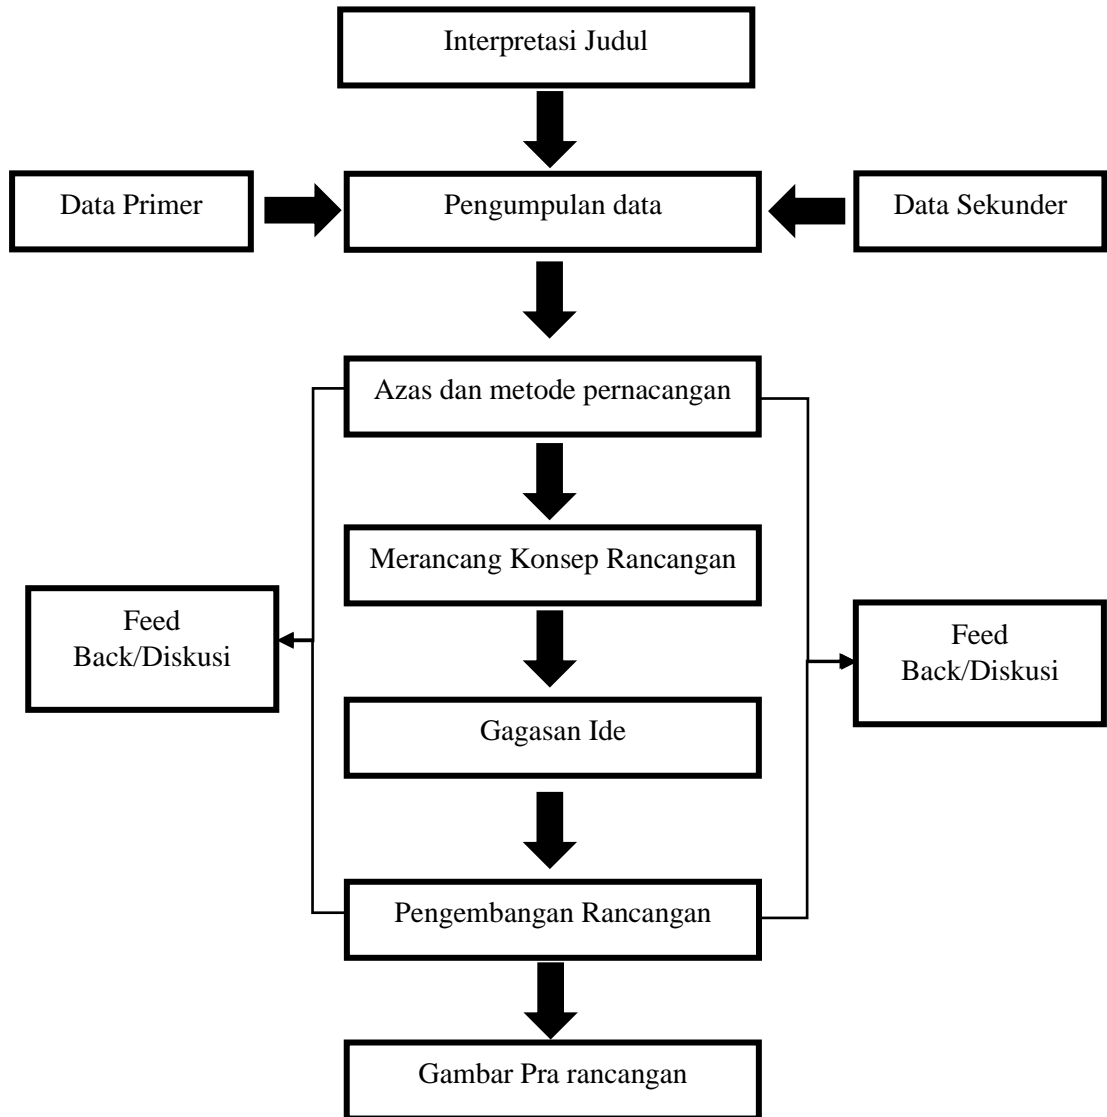 Interpretasi Judul
Data Primer
Pengumpulan data
Data Sekunder
Azas dan metode pernacangan
Merancang Konsep Rancangan
Feed
Back/Diskusi
Feed
Back/Diskusi
Gagasan Ide
Pengembangan Rancangan
Gambar Pra rancangan